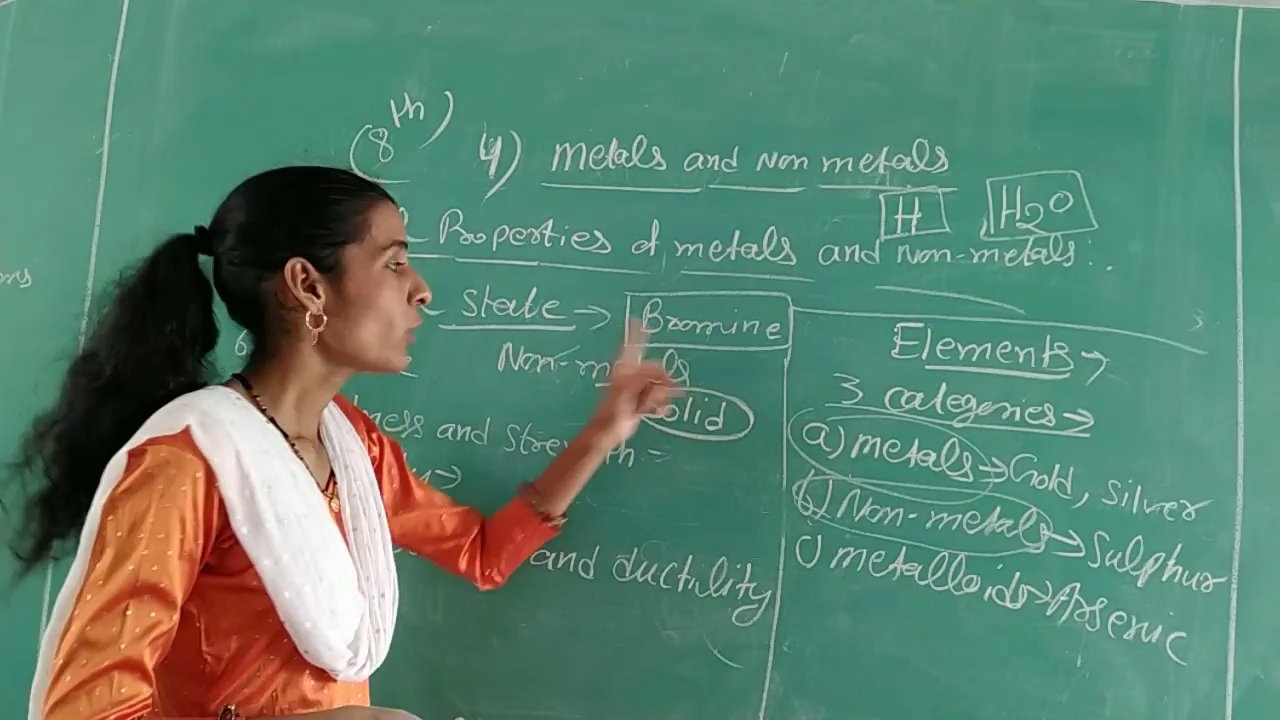 (8th) 4) metals and Non metals
H H2O
Properties of metals and Non-metals:
State → Bromine
Non-metals
Solid
and
→
and ductility
Elements →
3 categories →
a) metals → Gold, Silver
b) Non-metals → Sulphur
c) metalloids → Arsenic